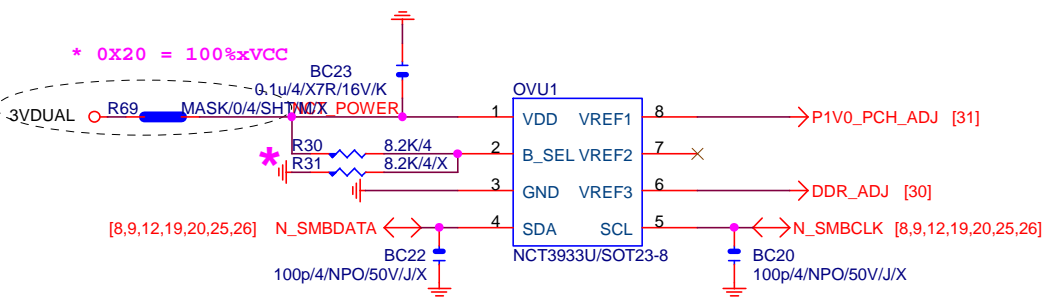 * 0X20 = 100%xVCC
BC23
0.1u/4/X7R/16V/K
OVU1
3VDUAL
R69
MASK/0/4/SHT/M/X
NCT_POWER
1
VDD
VREF1
8
P1V0_PCH_ADJ [31]
*
R30
8.2K/4
2
B_SEL
VREF2
7
R31
8.2K/4/X
3
GND
VREF3
6
DDR_ADJ [30]
[8,9,12,19,20,25,26] N_SMBDATA
4
SDA
SCL
5
N_SMBCLK [8,9,12,19,20,25,26]
BC22
100p/4/NPO/50V/J/X
NCT3933U/SOT23-8
BC20
100p/4/NPO/50V/J/X